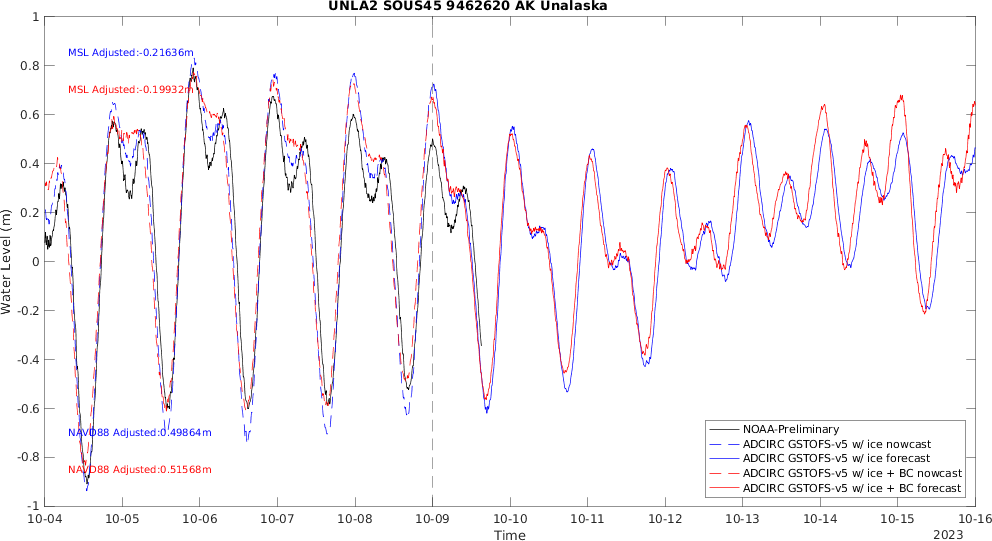 UNLA2 SOUS45 9462620 AK Unalaska
1
0.8
0.6
0.4
0.2
0
-0.2
-0.4
-0.6
-0.8
-1
Water Level (m)
MSL Adjusted:-0.21636m
MSL Adjusted:-0.19932m
NAVD88 Adjusted:0.49864m
NAVD88 Adjusted:0.51568m
NOAA-Preliminary
ADCIRC GSTOFS-v5 w/ ice nowcast
ADCIRC GSTOFS-v5 w/ ice forecast
ADCIRC GSTOFS-v5 w/ ice + BC nowcast
ADCIRC GSTOFS-v5 w/ ice + BC forecast
10-04 10-05 10-06 10-07 10-08 10-09 10-10 10-11 10-12 10-13 10-14 10-15 10-16
Time
2023